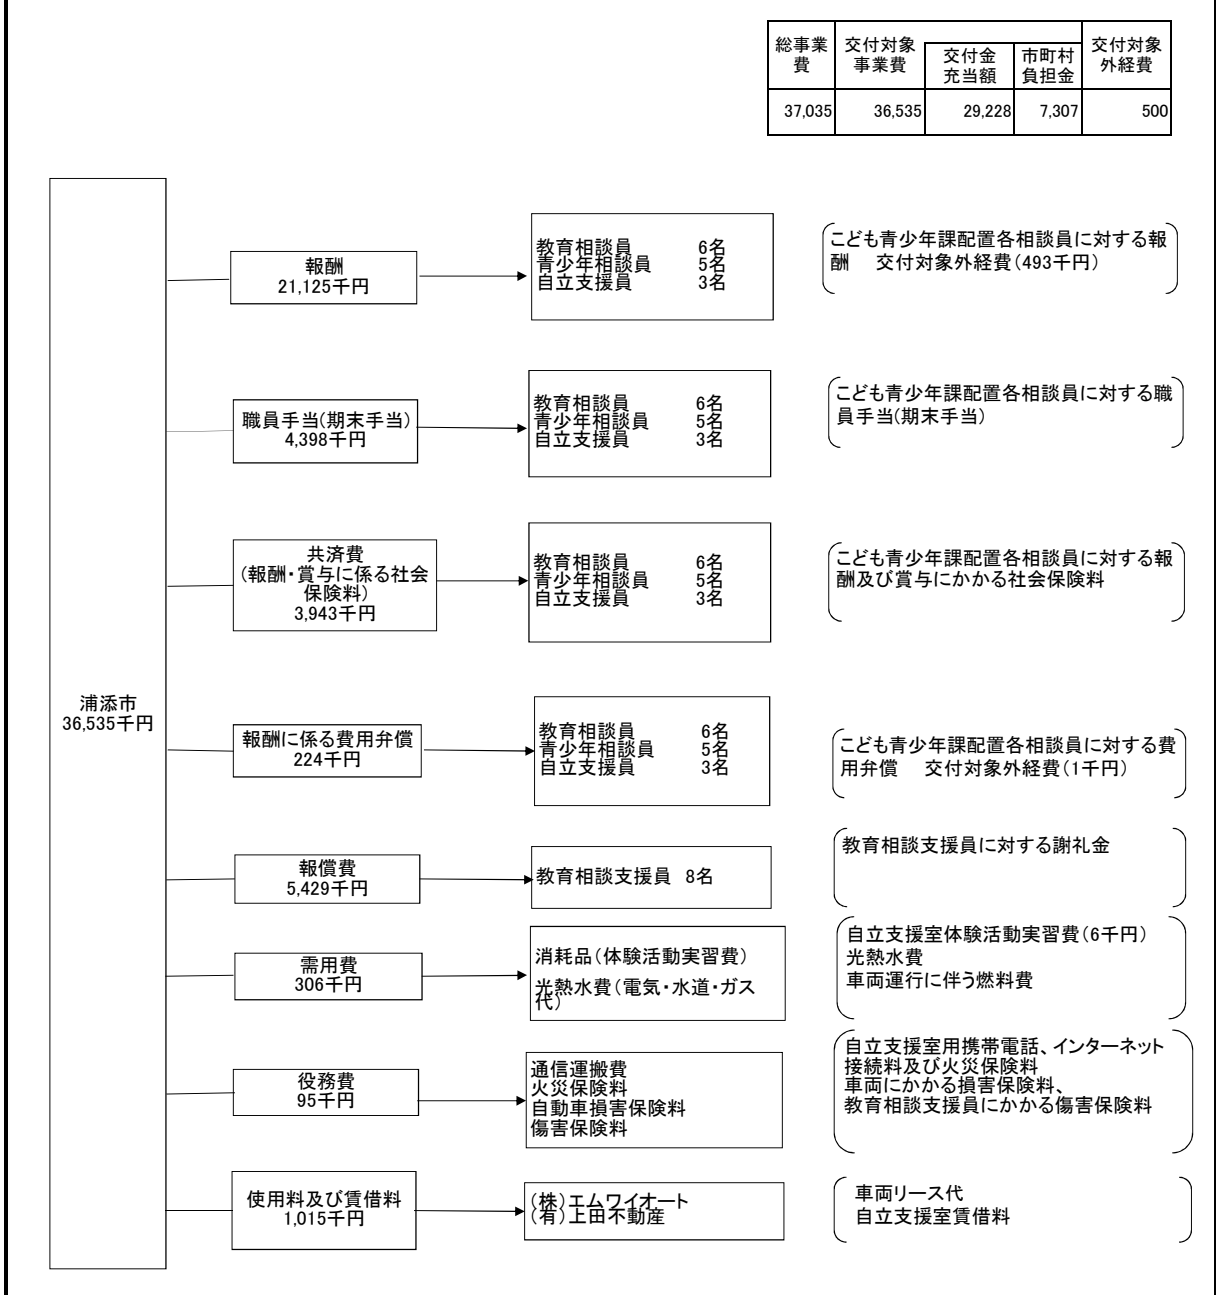 総事業費
交付対象事業費
交付金充当額
市町村負担金
交付対象外経費
37,035 36,535 29,228 7,307 500
浦添市
36,535千円
報酬
21,125千円
教育相談員 6名
青少年相談員 5名
自立支援員 3名
こども青少年課配置各相談員に対する報
酬 交付対象外経費(493千円)
職員手当(期末手当)
4,398千円
教育相談員 6名
青少年相談員 5名
自立支援員 3名
こども青少年課配置各相談員に対する職
員手当(期末手当)
共済費
(報酬・賞与に係る社会
保険料)
3,943千円
教育相談員 6名
青少年相談員 5名
自立支援員 3名
こども青少年課配置各相談員に対する報
酬及び賞与にかかる社会保険料
報酬に係る費用弁償
224千円
教育相談員 6名
青少年相談員 5名
自立支援員 3名
こども青少年課配置各相談員に対する費
用弁償 交付対象外経費(1千円)
報償費
5,429千円
教育相談支援員 8名
教育相談支援員に対する謝礼金
需用費
306千円
消耗品(体験活動実習費)
光熱水費(電気・水道・ガス
代)
自立支援室体験活動実習費(6千円)
光熱水費
車両運行に伴う燃料費
役務費
95千円
通信運搬費
火災保険料
自動車損害保険料
傷害保険料
自立支援室用携帯電話、インターネット
接続料及び火災保険料
車両にかかる損害保険料、
教育相談支援員にかかる傷害保険料
使用料及び賃借料
1,015千円
(株)エムワイオート
(有)上田不動産
車両リース代
自立支援室賃借料